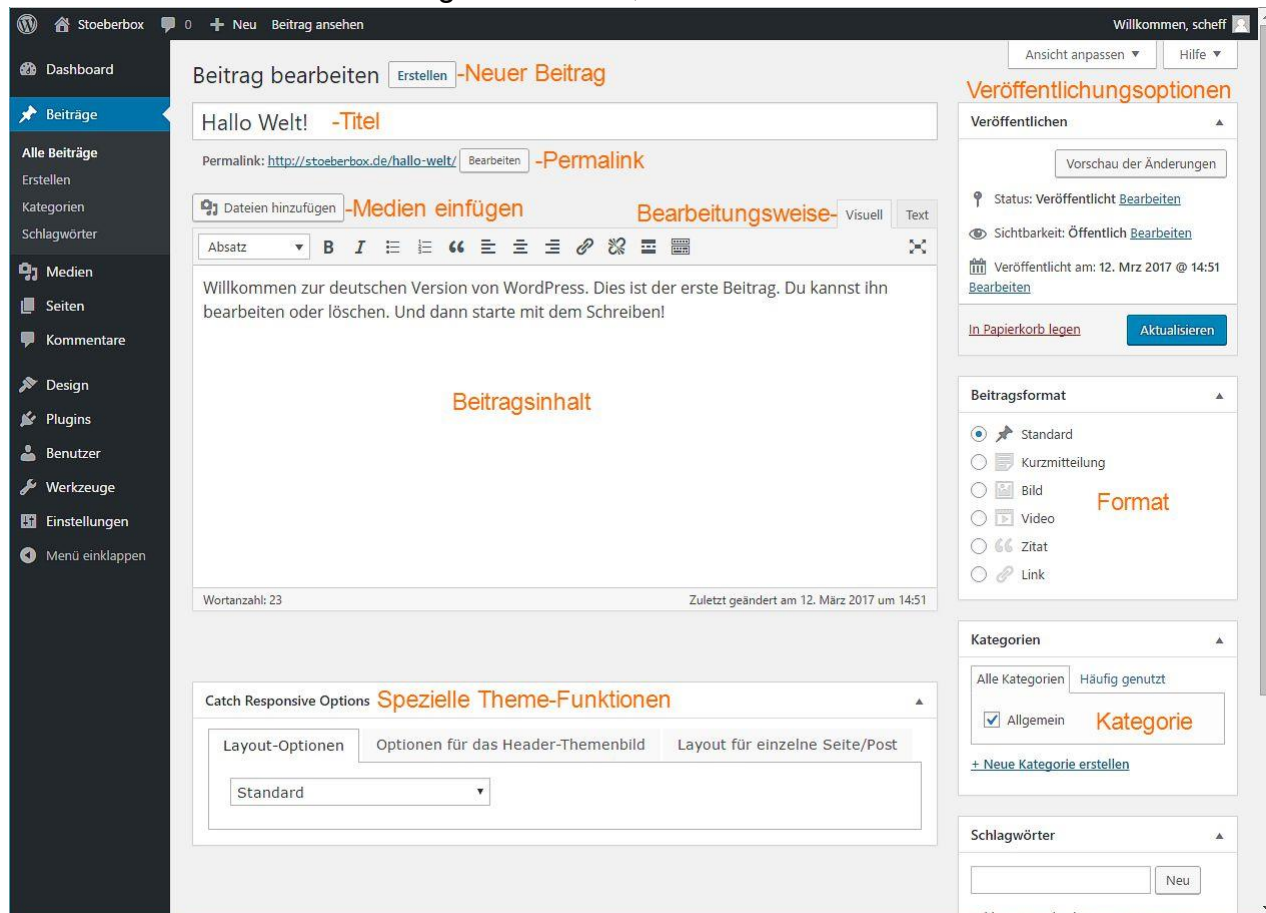 Stoeberbox 0 + Neu Beitrag ansehen Willkommen, scheff
Ansicht anpassen ▼ Hilfe ▼
Dashboard
Beiträge
Alle Beiträge
Erstellen
Kategorien
Schlagwörter
Medien
Seiten
Kommentare
Design
Plugins
Benutzer
Werkzeuge
Einstellungen
Menü einklappen
Beitrag bearbeiten Erstellen -Neuer Beitrag
Hallo Welt! -Titel
Permalink: http://stoeberbox.de/hallo-welt/ Bearbeiten -Permalink
Dateien hinzufügen -Medien einfügen Bearbeitungsweise- Visuell Text
Absatz ▼ B I
Willkommen zur deutschen Version von WordPress. Dies ist der erste Beitrag. Du kannst ihn
bearbeiten oder löschen. Und dann starte mit dem Schreiben!
Beitragsinhalt
Wortanzahl: 23 Zuletzt geändert am 12. März 2017 um 14:51
Catch Responsive Options Spezielle Theme-Funktionen
Layout-Optionen Optionen für das Header-Themenbild Layout für einzelne Seite/Post
Standard
Veröffentlichungsoptionen
Veröffentlichen
Vorschau der Änderungen
Status: Veröffentlicht Bearbeiten
Sichtbarkeit: Öffentlich Bearbeiten
Veröffentlicht am: 12. Mrz 2017 @ 14:51
Bearbeiten
In Papierkorb legen Aktualisieren
Beitragsformat
Standard
Kurzmitteilung
Bild
Format
Video
Zitat
Link
Kategorien
Alle Kategorien Häufig genutzt
Allgemein Kategorie
+ Neue Kategorie erstellen
Schlagwörter
Neu